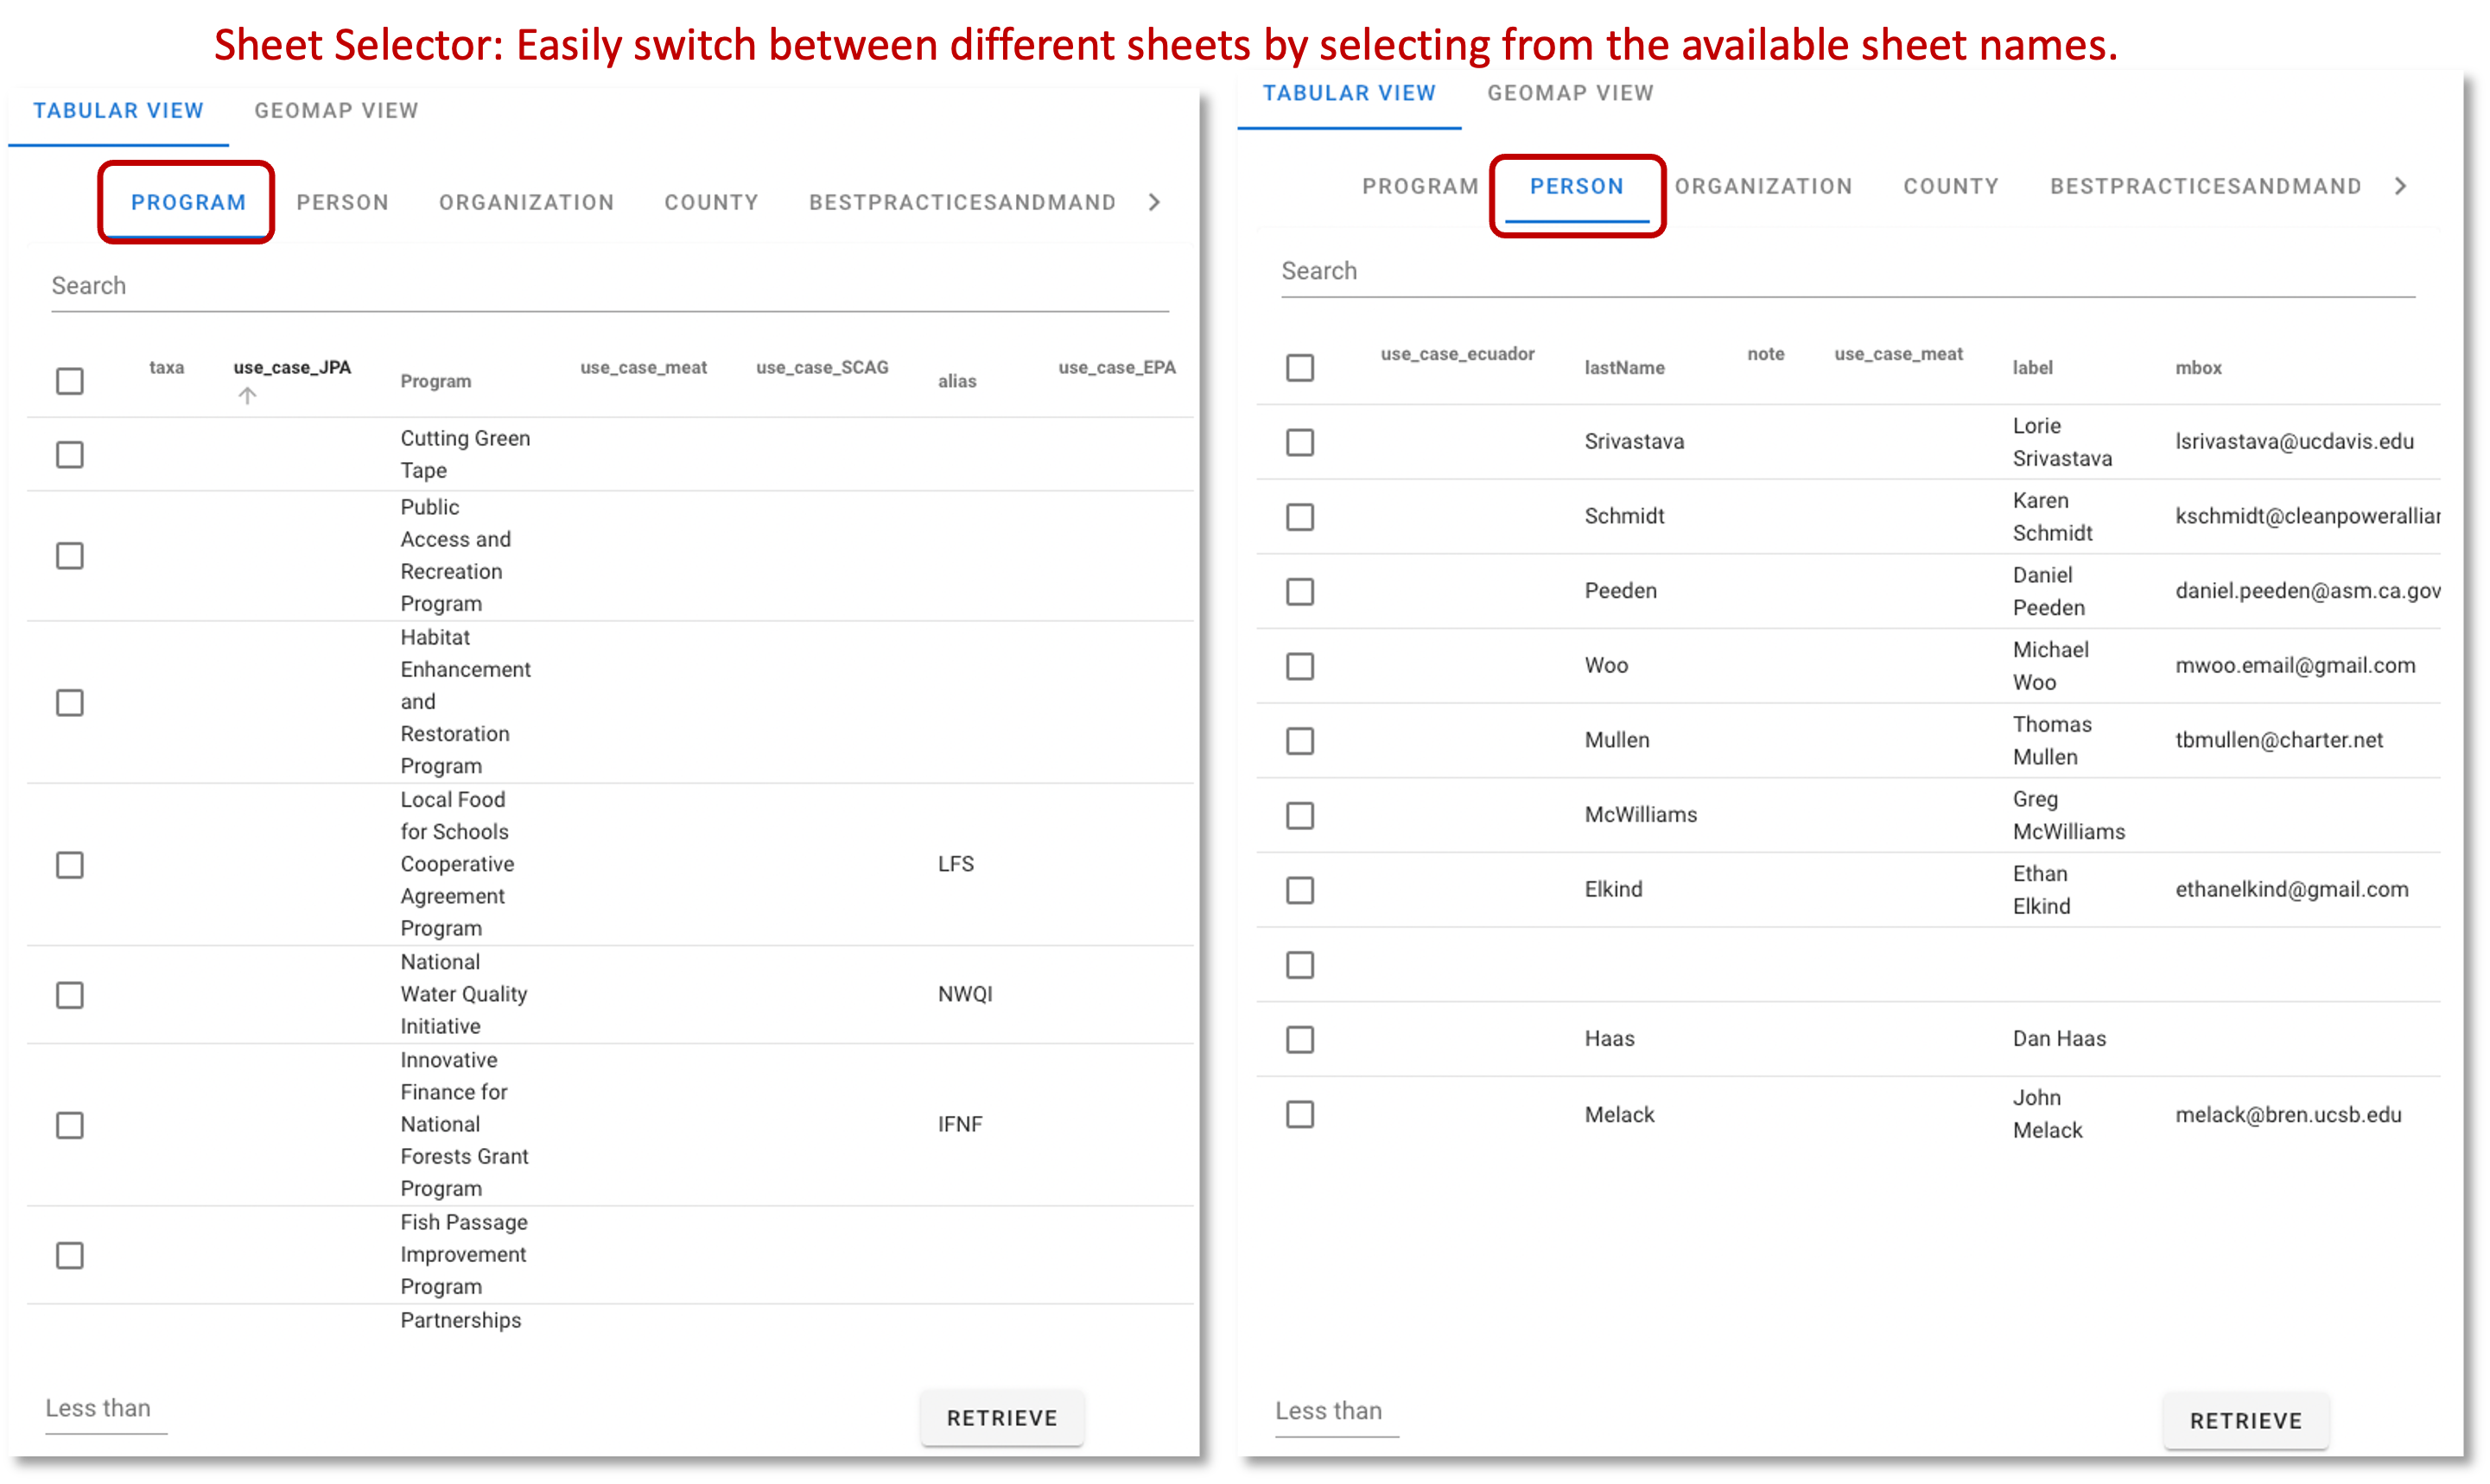 Sheet Selector: Easily switch between different sheets by selecting from the available sheet names.
TABULAR VIEW GEOMAP VIEW
PROGRAM PERSON ORGANIZATION COUNTY BESTPRACTICESANDMAND
Search
taxa use_case_JPA Program use_case_meat use_case_SCAG alias use_case_EPA
Cutting Green
Tape
Public
Access and
Recreation
Program
Habitat
Enhancement
and
Restoration
Program
Local Food
for Schools
Cooperative LFS
Agreement
Program
National
Water Quality NWQI
Initiative
Innovative
Finance for
National IFNF
Forests Grant
Program
Fish Passage
Improvement
Program
Partnerships
Less than RETRIEVE
TABULAR VIEW GEOMAP VIEW
PROGRAM PERSON ORGANIZATION COUNTY BESTPRACTICESANDMAND
Search
use_case_ecuador lastName note use_case_meat label mbox
Srivastava Lorie Srivastava lsrivastava@ucdavis.edu
Schmidt Karen Schmidt kschmidt@cleanpowerallian
Peeden Daniel Peeden daniel.peeden@asm.ca.gov
Woo Michael Woo mwoo.email@gmail.com
Mullen Thomas Mullen tbmullen@charter.net
McWilliams Greg McWilliams
Elkind Ethan Elkind ethanelkind@gmail.com
Haas Dan Haas
Melack John Melack melack@bren.ucsb.edu
Less than RETRIEVE